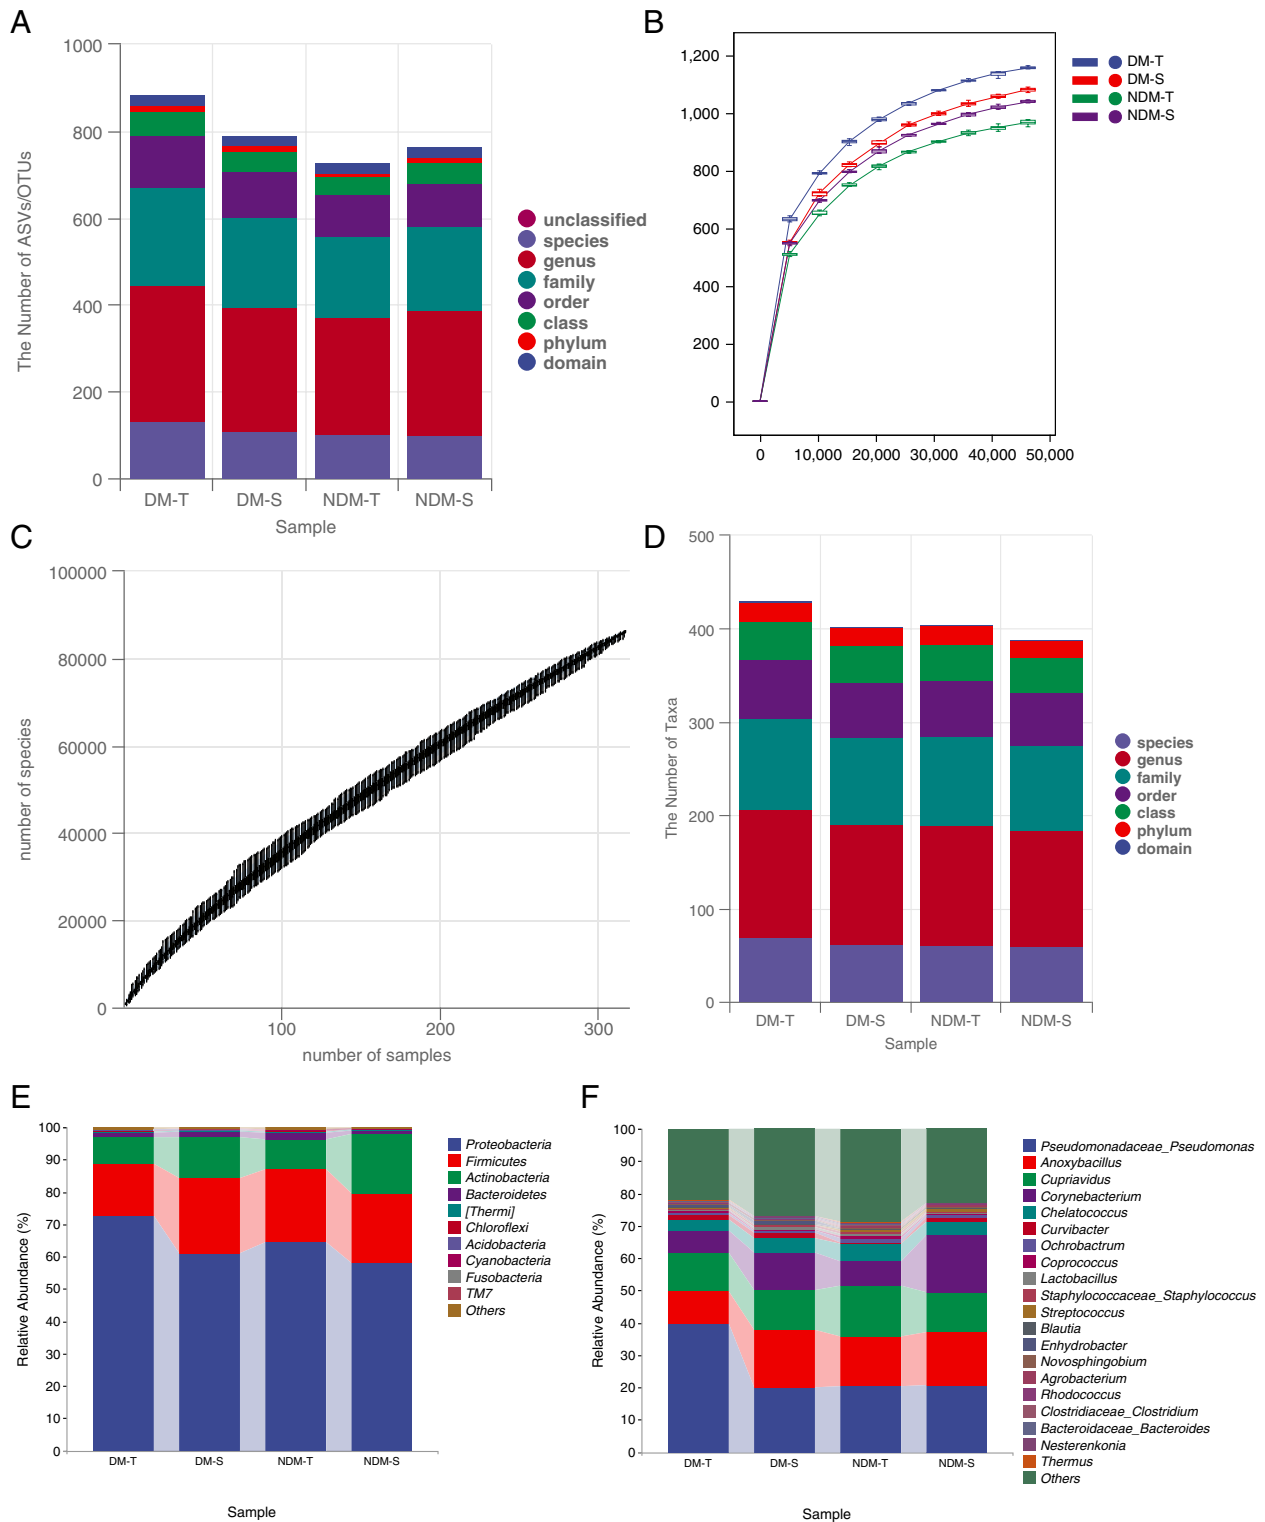 A
1000
800
600
400
200
0
The Number of ASVs/OTUs
DM-T
DM-S
NDM-T
NDM-S
Sample
unclassified
species
genus
family
order
class
phylum
domain
B
1,200
1,000
800
600
400
200
0
0
10,000
20,000
30,000
40,000
50,000
DM-T
DM-S
NDM-T
NDM-S
C
100000
80000
60000
40000
20000
0
number of species
100
200
300
number of samples
D
500
400
300
200
100
0
The Number of Taxa
DM-T
DM-S
NDM-T
NDM-S
Sample
species
genus
family
order
class
phylum
domain
E
100
90
80
70
60
50
40
30
20
10
0
Relative Abundance (%)
DM-T
DM-S
NDM-T
NDM-S
Sample
Proteobacteria
Firmicutes
Actinobacteria
Bacteroidetes
[Thermi]
Chloroflexi
Acidobacteria
Cyanobacteria
Fusobacteria
TM7
Others
F
100
90
80
70
60
50
40
30
20
10
0
Relative Abundance (%)
DM-T
DM-S
NDM-T
NDM-S
Sample
Pseudomonadaceae_Pseudomonas
Anoxybacillus
Cupriavidus
Corynebacterium
Chelatococcus
Curvibacter
Ochrobactrum
Coprococcus
Lactobacillus
Staphylococcaceae_Staphylococcus
Streptococcus
Blautia
Enhydrobacter
Novosphingobium
Agrobacterium
Rhodococcus
Clostridiaceae_Clostridium
Bacteroidaceae_Bacteroides
Nesterenkonia
Thermus
Others